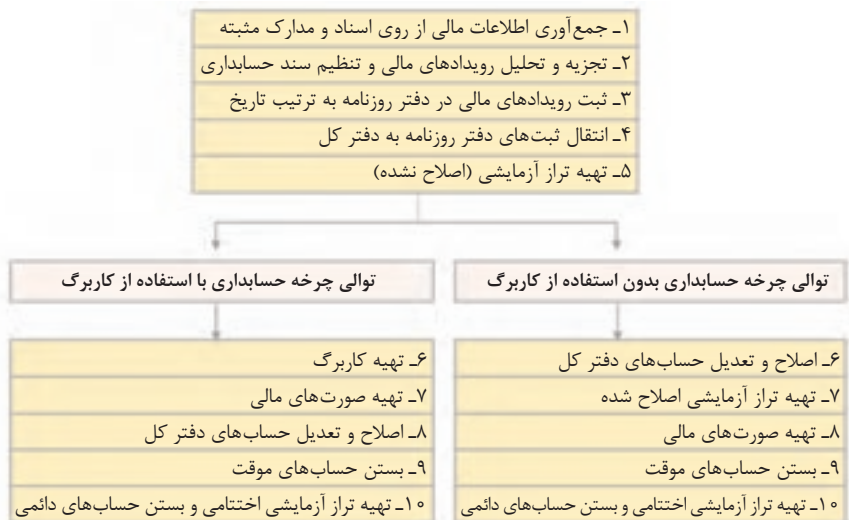 ۱ـ جمع‌آوری اطلاعات مالی از روی اسناد و مدارک مثبته
۲ـ تجزیه و تحلیل رویدادهای مالی و تنظیم سند حسابداری
۳ـ ثبت رویدادهای مالی در دفتر روزنامه به ترتیب تاریخ
۴ـ انتقال ثبت‌های دفتر روزنامه به دفتر کل
۵ـ تهیه تراز آزمایشی (اصلاح نشده)
توالی چرخه حسابداری بدون استفاده از کاربرگ
۶ـ اصلاح و تعدیل حساب‌های دفتر کل
۷ـ تهیه تراز آزمایشی اصلاح شده
۸ـ تهیه صورت‌های مالی
۹ـ بستن حساب‌های موقت
۱۰ـ تهیه تراز آزمایشی اختتامی و بستن حساب‌های دائمی
توالی چرخه حسابداری با استفاده از کاربرگ
۶ـ تهیه کاربرگ
۷ـ تهیه صورت‌های مالی
۸ـ اصلاح و تعدیل حساب‌های دفتر کل
۹ـ بستن حساب‌های موقت
۱۰ـ تهیه تراز آزمایشی اختتامی و بستن حساب‌های دائمی